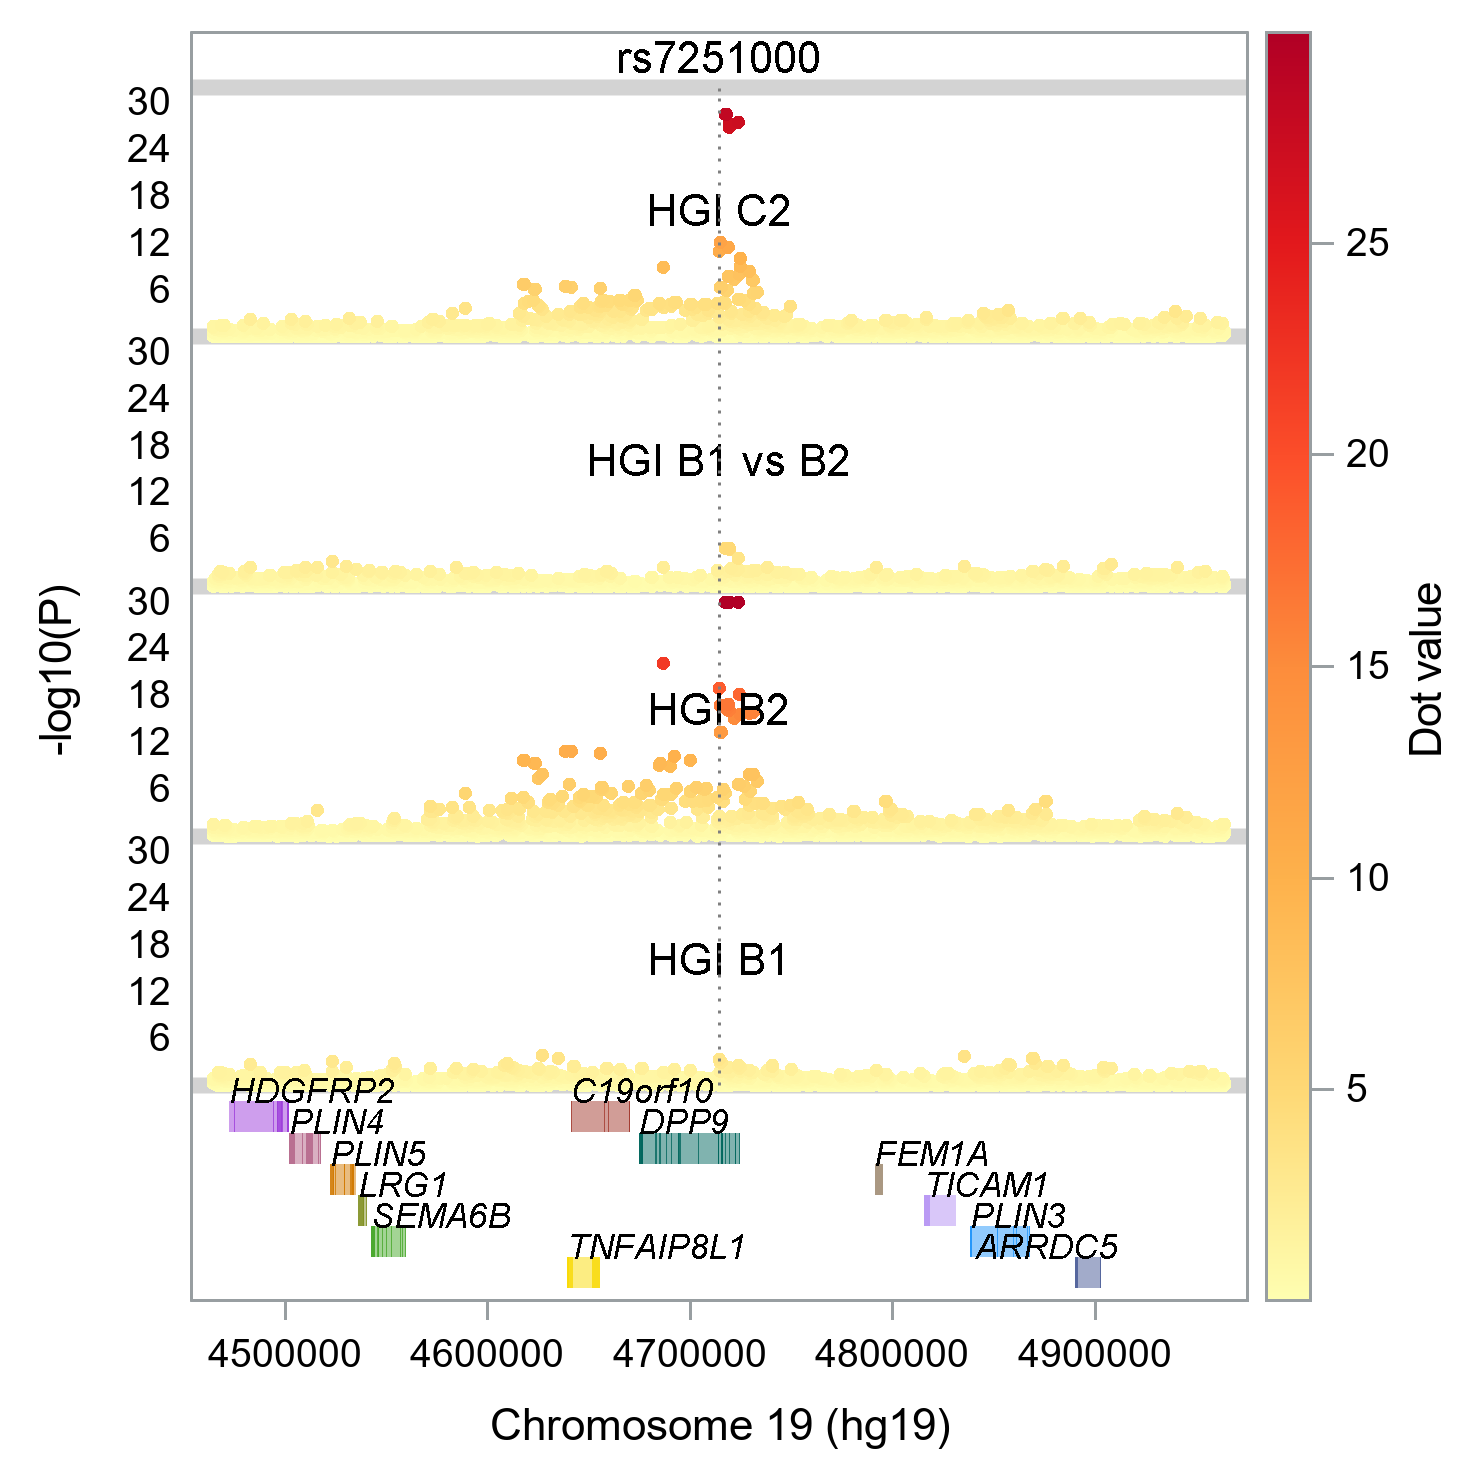 rs7251000
30
24
18
HGI C2
12
6
30
24
18
HGI B1 vs B2
12
6
30
24
18
HGI B2
12
6
30
24
18
HGI B1
12
6
-log10(P)
HDGFRP2
C19orf10
PLIN4
DPP9
PLIN5
FEM1A
LRG1
TICAM1
SEMA6B
PLIN3
TNFAIP8L1
ARRDC5
4500000 4600000 4700000 4800000 4900000
Chromosome 19 (hg19)
25
20
15
10
5
Dot value